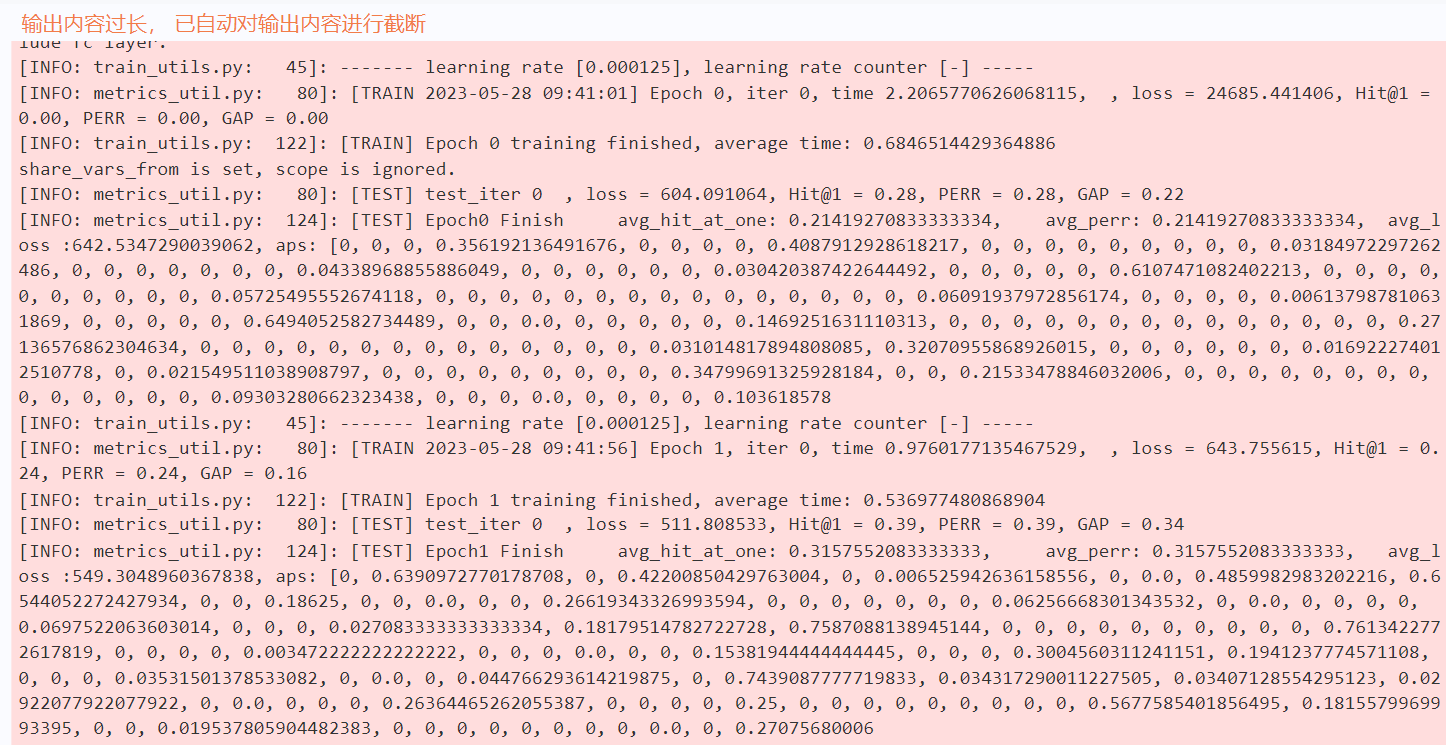 输出内容过长， 已自动对输出内容进行截断
lude fc layer.
[INFO: train_utils.py:   45]: ------- learning rate [0.000125], learning rate counter [-] -----
[INFO: metrics_util.py:   80]: [TRAIN 2023-05-28 09:41:01] Epoch 0, iter 0, time 2.2065770626068115,  , loss = 24685.441406, Hit@1 =
0.00, PERR = 0.00, GAP = 0.00
[INFO: train_utils.py:  122]: [TRAIN] Epoch 0 training finished, average time: 0.6846514429364886
share_vars_from is set, scope is ignored.
[INFO: metrics_util.py:   80]: [TEST] test_iter 0  , loss = 604.091064, Hit@1 = 0.28, PERR = 0.28, GAP = 0.22
[INFO: metrics_util.py:  124]: [TEST] Epoch0 Finish     avg_hit_at_one: 0.21419270833333334,    avg_perr: 0.21419270833333334,  avg_l
oss :642.5347290039062, aps: [0, 0, 0, 0.356192136491676, 0, 0, 0, 0, 0.4087912928618217, 0, 0, 0, 0, 0, 0, 0, 0, 0, 0.03184972297262
486, 0, 0, 0, 0, 0, 0, 0, 0.04338968855886049, 0, 0, 0, 0, 0, 0, 0.030420387422644492, 0, 0, 0, 0, 0, 0.6107471082402213, 0, 0, 0, 0,
0, 0, 0, 0, 0, 0, 0.05725495552674118, 0, 0, 0, 0, 0, 0, 0, 0, 0, 0, 0, 0, 0, 0, 0, 0.06091937972856174, 0, 0, 0, 0, 0.00613798781063
1869, 0, 0, 0, 0, 0, 0.6494052582734489, 0, 0, 0.0, 0, 0, 0, 0, 0, 0.1469251631110313, 0, 0, 0, 0, 0, 0, 0, 0, 0, 0, 0, 0, 0, 0, 0.27
136576862304634, 0, 0, 0, 0, 0, 0, 0, 0, 0, 0, 0, 0, 0, 0, 0.031014817894808085, 0.32070955868926015, 0, 0, 0, 0, 0, 0, 0.01692227401
2510778, 0, 0.021549511038908797, 0, 0, 0, 0, 0, 0, 0, 0, 0, 0.34799691325928184, 0, 0, 0.21533478846032006, 0, 0, 0, 0, 0, 0, 0, 0,
0, 0, 0, 0, 0, 0, 0.09303280662323438, 0, 0, 0, 0.0, 0, 0, 0, 0, 0, 0.103618578
[INFO: train_utils.py:   45]: ------- learning rate [0.000125], learning rate counter [-] -----
[INFO: metrics_util.py:   80]: [TRAIN 2023-05-28 09:41:56] Epoch 1, iter 0, time 0.9760177135467529,  , loss = 643.755615, Hit@1 = 0.
24, PERR = 0.24, GAP = 0.16
[INFO: train_utils.py:  122]: [TRAIN] Epoch 1 training finished, average time: 0.536977480868904
[INFO: metrics_util.py:   80]: [TEST] test_iter 0  , loss = 511.808533, Hit@1 = 0.39, PERR = 0.39, GAP = 0.34
[INFO: metrics_util.py:  124]: [TEST] Epoch1 Finish     avg_hit_at_one: 0.3157552083333333,     avg_perr: 0.3157552083333333,   avg_l
oss :549.3048960367838, aps: [0, 0.6390972770178708, 0, 0.42200850429763004, 0, 0.006525942636158556, 0, 0.0, 0.4859982983202216, 0.6
544052272427934, 0, 0, 0.18625, 0, 0, 0.0, 0, 0, 0.26619343326993594, 0, 0, 0, 0, 0, 0, 0, 0.06256668301343532, 0, 0.0, 0, 0, 0, 0,
0.0697522063603014, 0, 0, 0, 0.027083333333333334, 0.18179514782722728, 0.7587088138945144, 0, 0, 0, 0, 0, 0, 0, 0, 0, 0, 0.761342277
2617819, 0, 0, 0, 0, 0.003472222222222222, 0, 0, 0, 0.0, 0, 0, 0.15381944444444445, 0, 0, 0, 0.3004560311241151, 0.1941237774571108,
0, 0, 0, 0.03531501378533082, 0, 0.0, 0, 0.044766293614219875, 0, 0.7439087777719833, 0.034317290011227505, 0.03407128554295123, 0.02
922077922077922, 0, 0.0, 0, 0, 0, 0.26364465262055387, 0, 0, 0, 0, 0.25, 0, 0, 0, 0, 0, 0, 0, 0, 0, 0.5677585401856495, 0.18155799699
93395, 0, 0, 0.019537805904482383, 0, 0, 0, 0, 0, 0, 0, 0, 0.0, 0, 0.27075680006